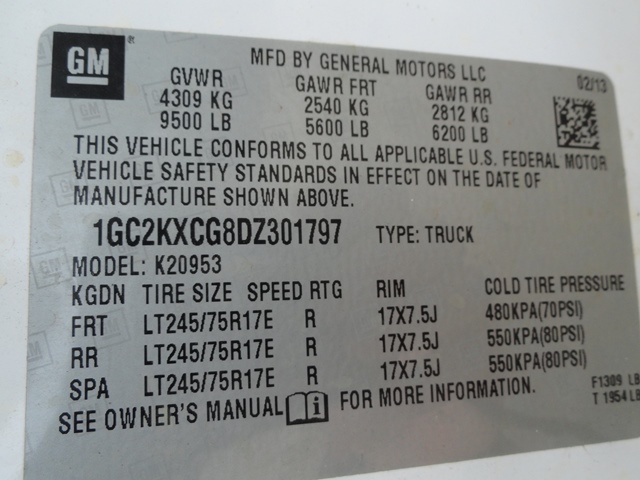 GM ® MFD BY GENERAL MOTORS LLC 02/13
GVWR GAWR FRT GAWR RR
4309 KG 2540 KG 2812 KG
9500 LB 5600 LB 6200 LB
THIS VEHICLE CONFORMS TO ALL APPLICABLE U.S. FEDERAL MOTOR
VEHICLE SAFETY STANDARDS IN EFFECT ON THE DATE OF
MANUFACTURE SHOWN ABOVE.
1GC2KXCG8DZ301797 TYPE: TRUCK
MODEL: K20953
KGDN TIRE SIZE SPEED RTG RIM COLD TIRE PRESSURE
FRT LT245/75R17E R 17X7.5J 480KPA(70PSI)
RR LT245/75R17E R 17X7.5J 550KPA(80PSI)
SPA LT245/75R17E R 17X7.5J 550KPA(80PSI)
SEE OWNER'S MANUAL i FOR MORE INFORMATION.
F1309 LB
T 1954 LB